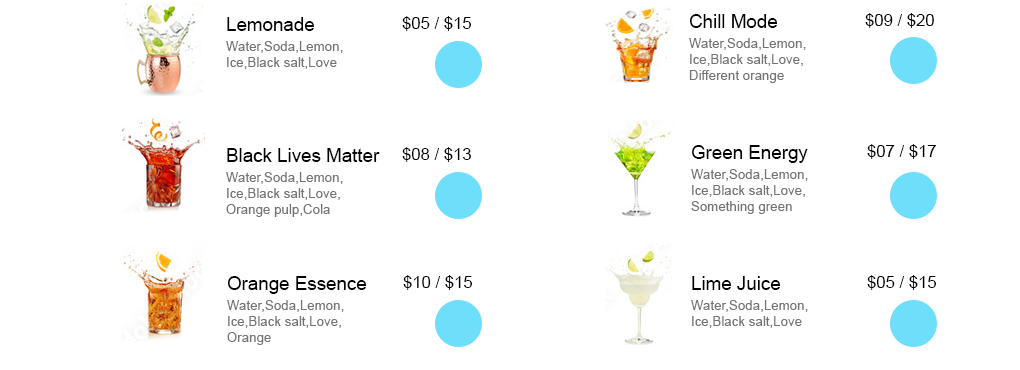 Lemonade $05 / $15
Water,Soda,Lemon,
Ice,Black salt,Love
Chill Mode $09 / $20
Water,Soda,Lemon,
Ice,Black salt,Love,
Different orange
Black Lives Matter $08 / $13
Water,Soda,Lemon,
Ice,Black salt,Love,
Orange pulp,Cola
Green Energy $07 / $17
Water,Soda,Lemon,
Ice,Black salt,Love,
Something green
Orange Essence $10 / $15
Water,Soda,Lemon,
Ice,Black salt,Love,
Orange
Lime Juice $05 / $15
Water,Soda,Lemon,
Ice,Black salt,Love